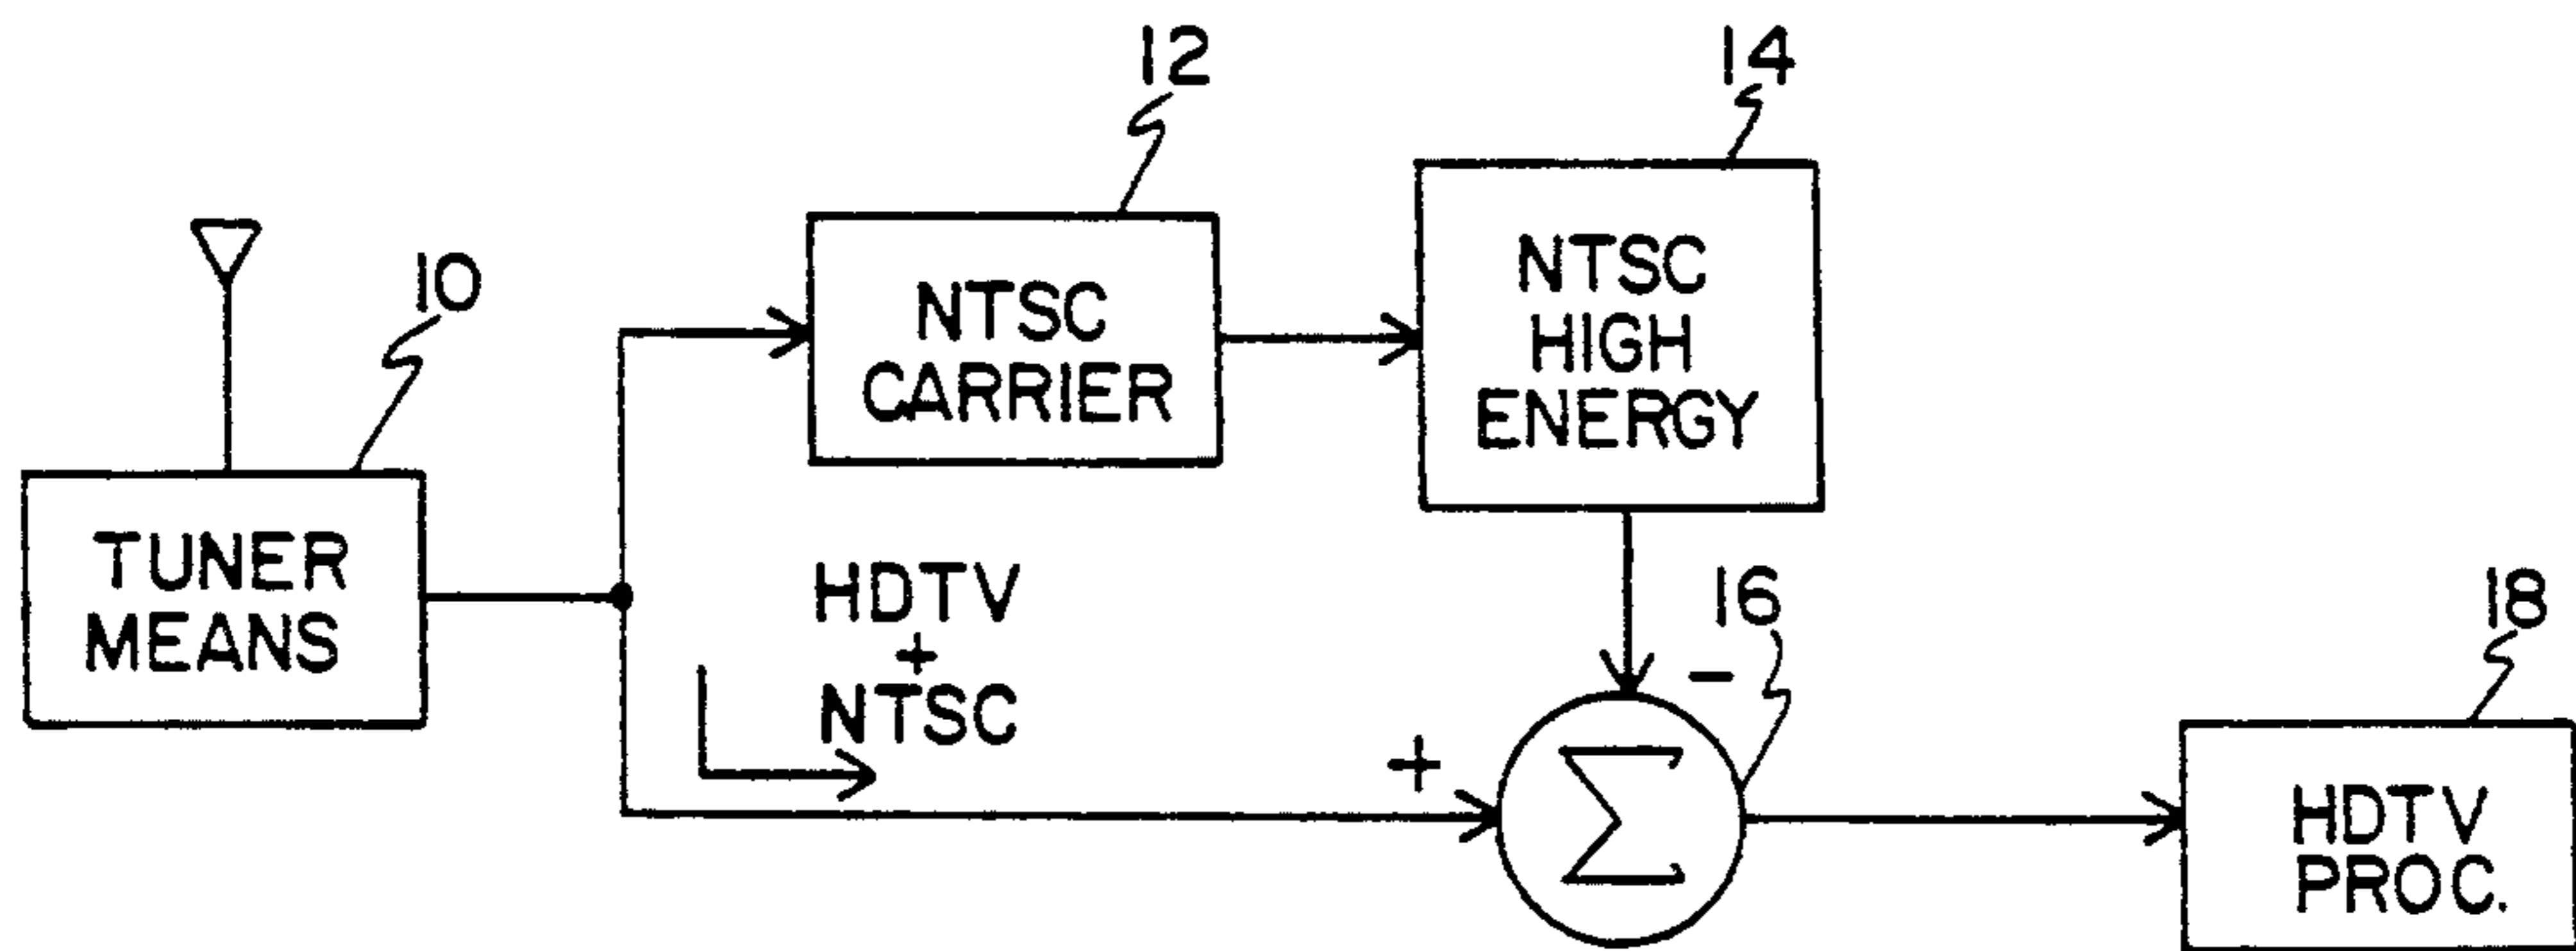 12
14
10
NTSC
CARRIER
NTSC
HIGH
ENERGY
TUNER
MEANS
HDTV
+
NTSC
16
-
18
+
Σ
HDTV
PROC.